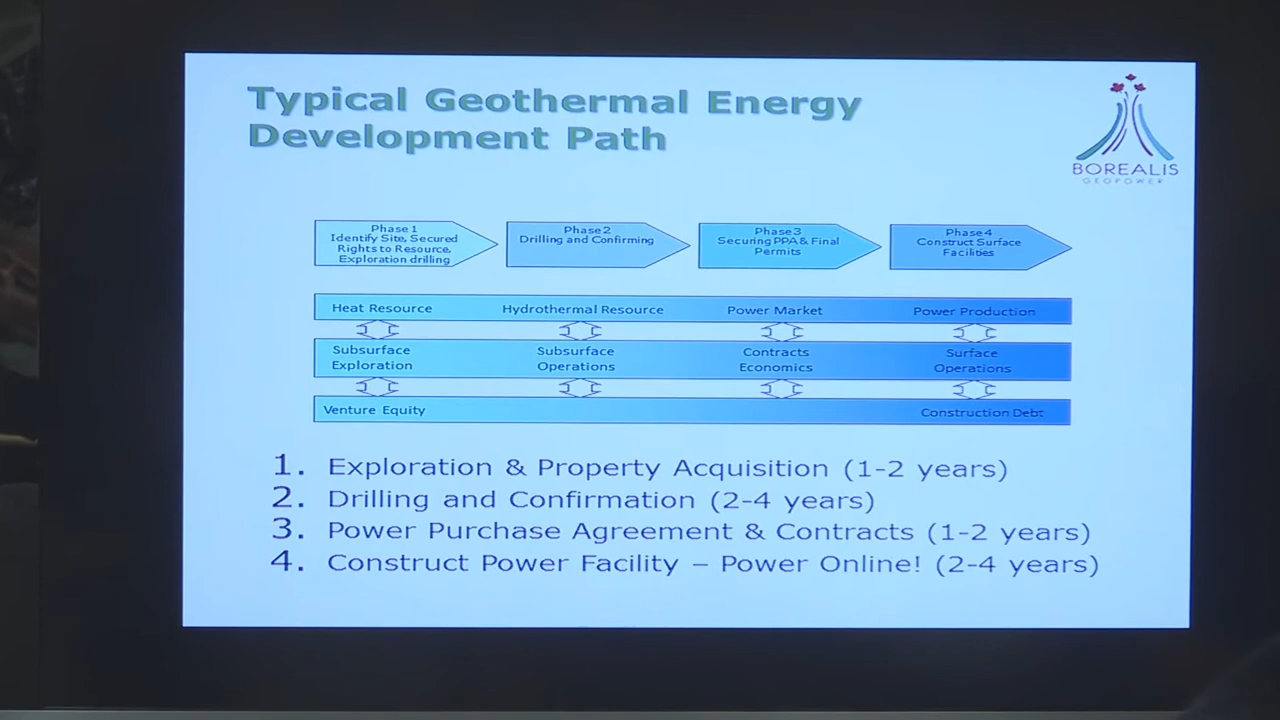 Typical Geothermal Energy
Development Path
BOREALIS
GEOPOWER
Phase 1
Identify Site, Secured
Rights to Resource,
Exploration drilling
Phase 2
Drilling and Confirming
Phase 3
Securing PPA & Final
Permits
Phase 4
Construct Surface
Facilities
Heat Resource
Hydrothermal Resource
Power Market
Power Production
Subsurface
Exploration
Subsurface
Operations
Contracts
Economics
Surface
Operations
Venture Equity
Construction Debt
1. Exploration & Property Acquisition (1-2 years)
2. Drilling and Confirmation (2-4 years)
3. Power Purchase Agreement & Contracts (1-2 years)
4. Construct Power Facility – Power Online! (2-4 years)